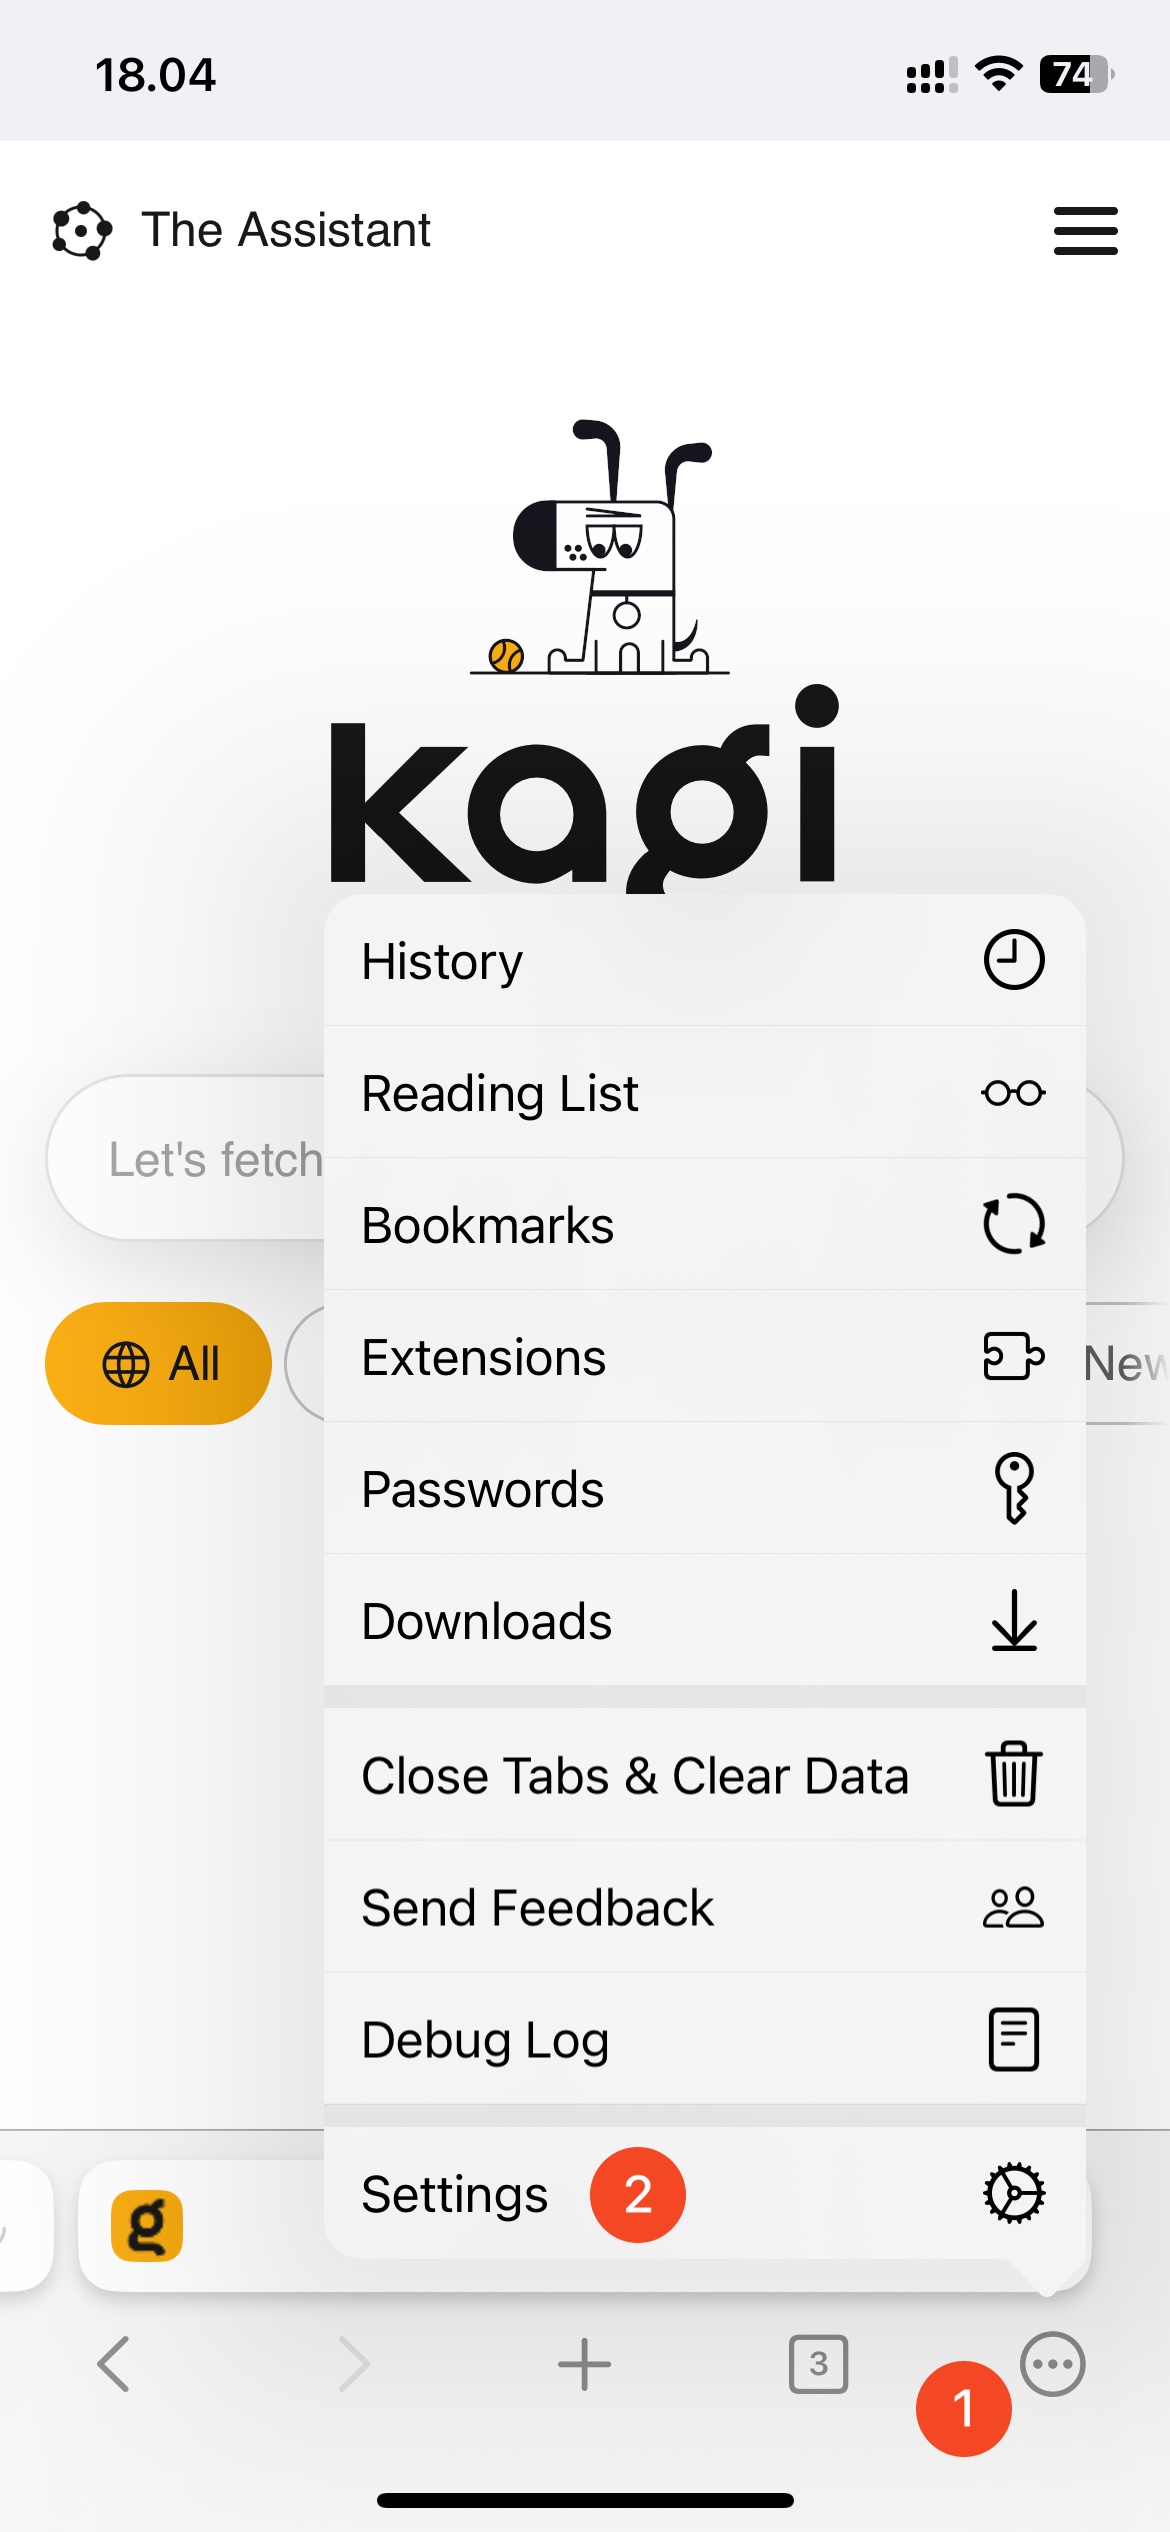 18.04
74
The Assistant
kagi
History
Reading List
Let's fetch
Bookmarks
Extensions
All
New
Passwords
Downloads
Close Tabs & Clear Data
Send Feedback
Debug Log
Settings 2
g
3
1